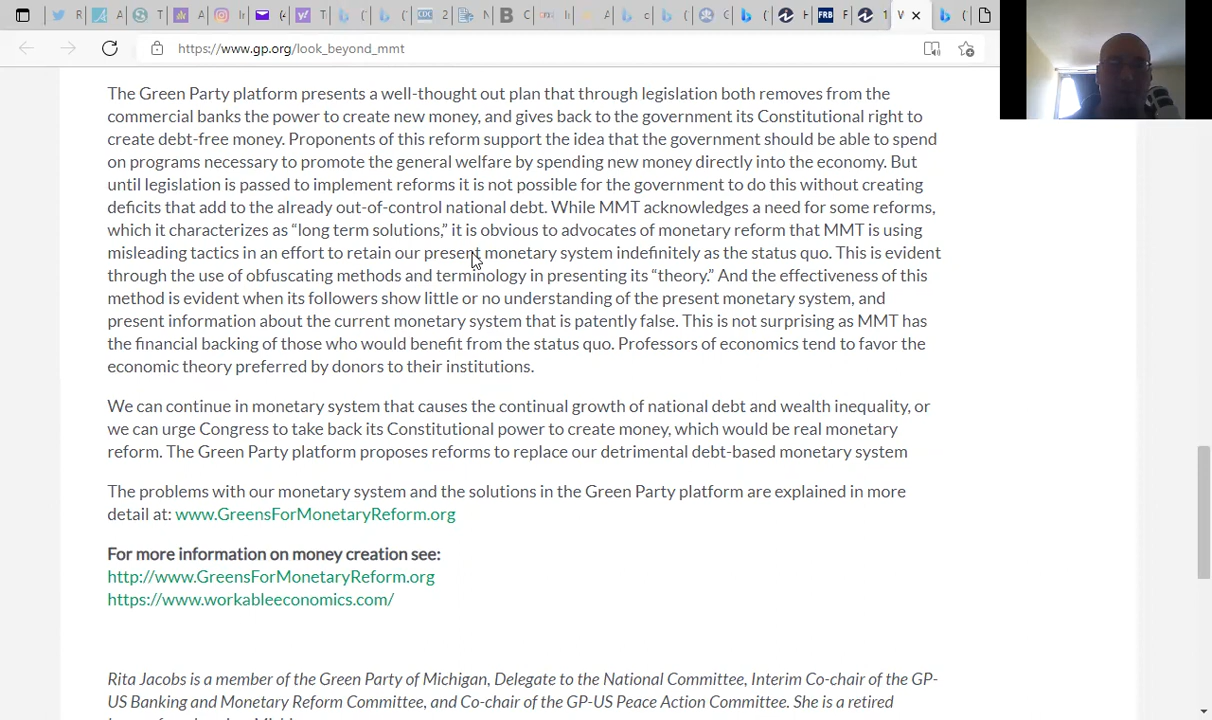 https://www.gp.org/look_beyond_mmt
The Green Party platform presents a well-thought out plan that through legislation both removes from the
commercial banks the power to create new money, and gives back to the government its Constitutional right to
create debt-free money. Proponents of this reform support the idea that the government should be able to spend
on programs necessary to promote the general welfare by spending new money directly into the economy. But
until legislation is passed to implement reforms it is not possible for the government to do this without creating
deficits that add to the already out-of-control national debt. While MMT acknowledges a need for some reforms,
which it characterizes as “long term solutions,” it is obvious to advocates of monetary reform that MMT is using
misleading tactics in an effort to retain our present monetary system indefinitely as the status quo. This is evident
through the use of obfuscating methods and terminology in presenting its “theory.” And the effectiveness of this
method is evident when its followers show little or no understanding of the present monetary system, and
present information about the current monetary system that is patently false. This is not surprising as MMT has
the financial backing of those who would benefit from the status quo. Professors of economics tend to favor the
economic theory preferred by donors to their institutions.
We can continue in monetary system that causes the continual growth of national debt and wealth inequality, or
we can urge Congress to take back its Constitutional power to create money, which would be real monetary
reform. The Green Party platform proposes reforms to replace our detrimental debt-based monetary system
The problems with our monetary system and the solutions in the Green Party platform are explained in more
detail at: www.GreensForMonetaryReform.org
For more information on money creation see:
http://www.GreensForMonetaryReform.org
https://www.workableeconomics.com/
Rita Jacobs is a member of the Green Party of Michigan, Delegate to the National Committee, Interim Co-chair of the GP-
US Banking and Monetary Reform Committee, and Co-chair of the GP-US Peace Action Committee. She is a retired